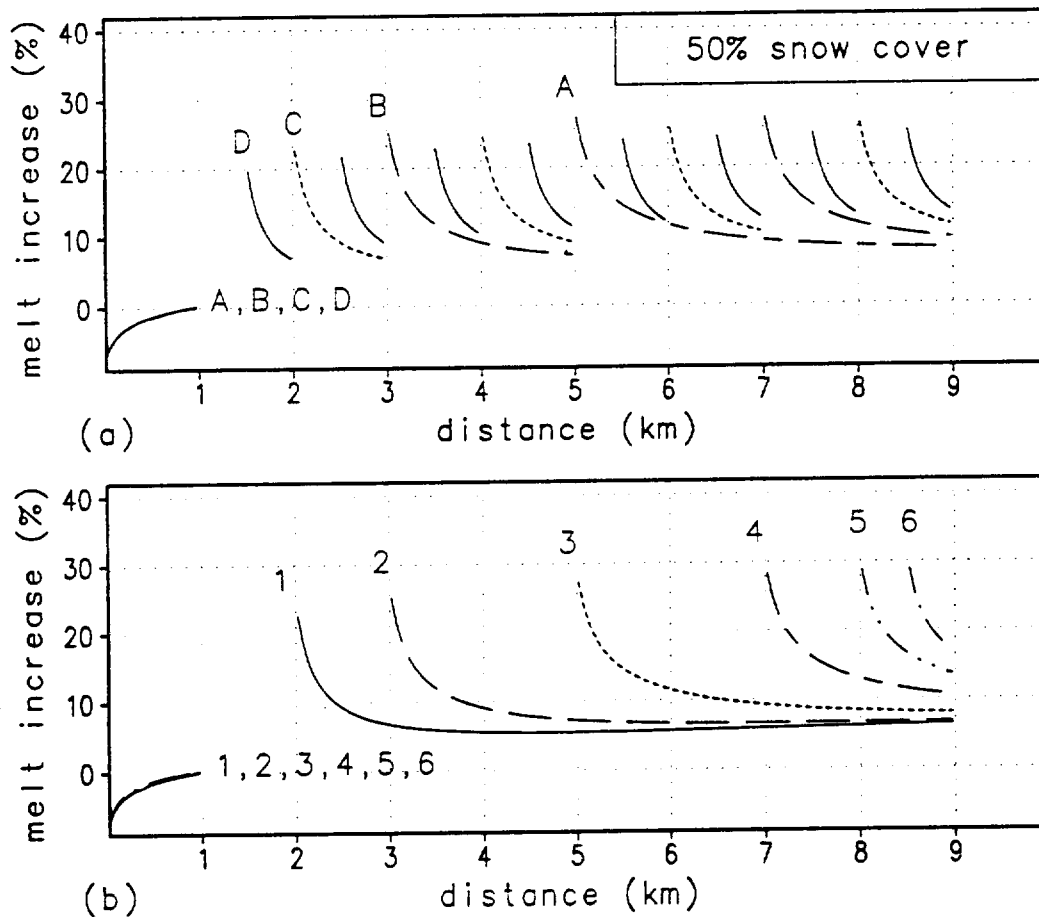 melt increase (%)
40
30
20
10
0
50% snow cover
D
C
B
A
A,B,C,D
1 2 3 4 5 6 7 8 9
(a)
distance (km)
melt increase (%)
40
30
20
10
0
1
2
3
4
5
6
1,2,3,4,5,6
1 2 3 4 5 6 7 8 9
(b)
distance (km)